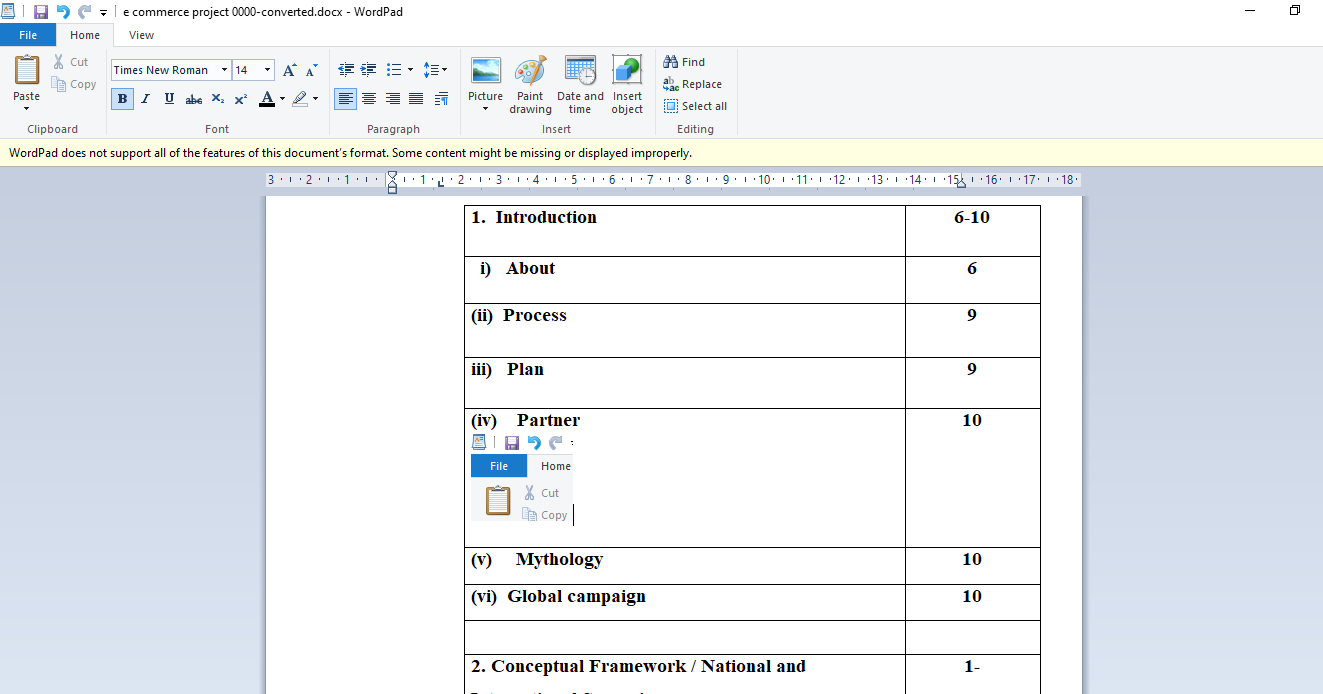 e commerce project 0000-converted.docx - WordPad
File Home View
Paste Cut Copy
Clipboard
Times New Roman 14
B I U abc X₂ X² A
Font
Paragraph
Picture Paint drawing Date and time Insert object
Insert
Find
Replace
Select all
Editing
WordPad does not support all of the features of this document's format. Some content might be missing or displayed improperly.
3 2 1 1 2 3 4 5 6 7 8 9 10 11 12 13 14 15 16 17 18
1. Introduction 6-10
i) About 6
(ii) Process 9
iii) Plan 9
(iv) Partner 10
File Home
Cut
Copy
(v) Mythology 10
(vi) Global campaign 10
2. Conceptual Framework / National and 1-